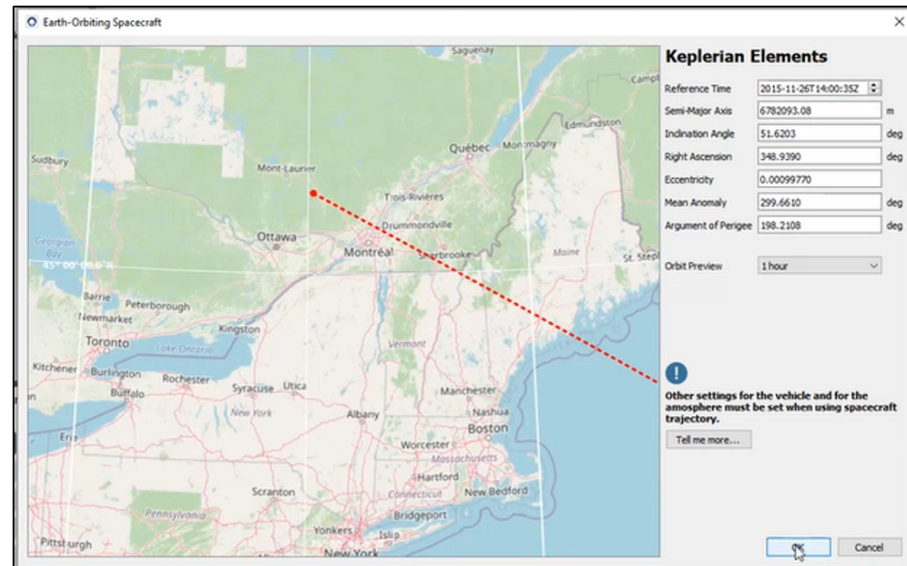 Earth-Orbiting Spacecraft
Keplerian Elements
Reference Time 2015-11-26T14:00:35Z
Semi-Major Axis 6782093.08 m
Inclination Angle 51.6203 deg
Right Ascension 348.9390 deg
Eccentricity 0.00099770
Mean Anomaly 299.6610 deg
Argument of Perigee 198.2108 deg
Orbit Preview 1 hour
!
Other settings for the vehicle and for the
amosphere must be set when using spacecraft
trajectory.
Tell me more...
OK Cancel
Saguenay
Campt
Edmundston
Québec Montmagny
Sudbury
Mont-Laurier
Trois-Rivières
Drummondville
Ottawa
Montréal Sherbrooke
Maine St. Step
Georgian
Bay
45° 00' 00.0" N
Barrie
Peterborough
Newmarket
Kingston
Toronto
Lake Ontario
Vermont
Kitchener Burlington
Rochester
Buffalo
Syracuse Utica
Manchester
New York
Albany
Nashua
Boston
Erie
Worcester
Massachusetts
Hartford
Scranton
Connecticut New Bedford
Pennsylvania
Bridgeport
Yonkers Islip
Pittsburgh
New York